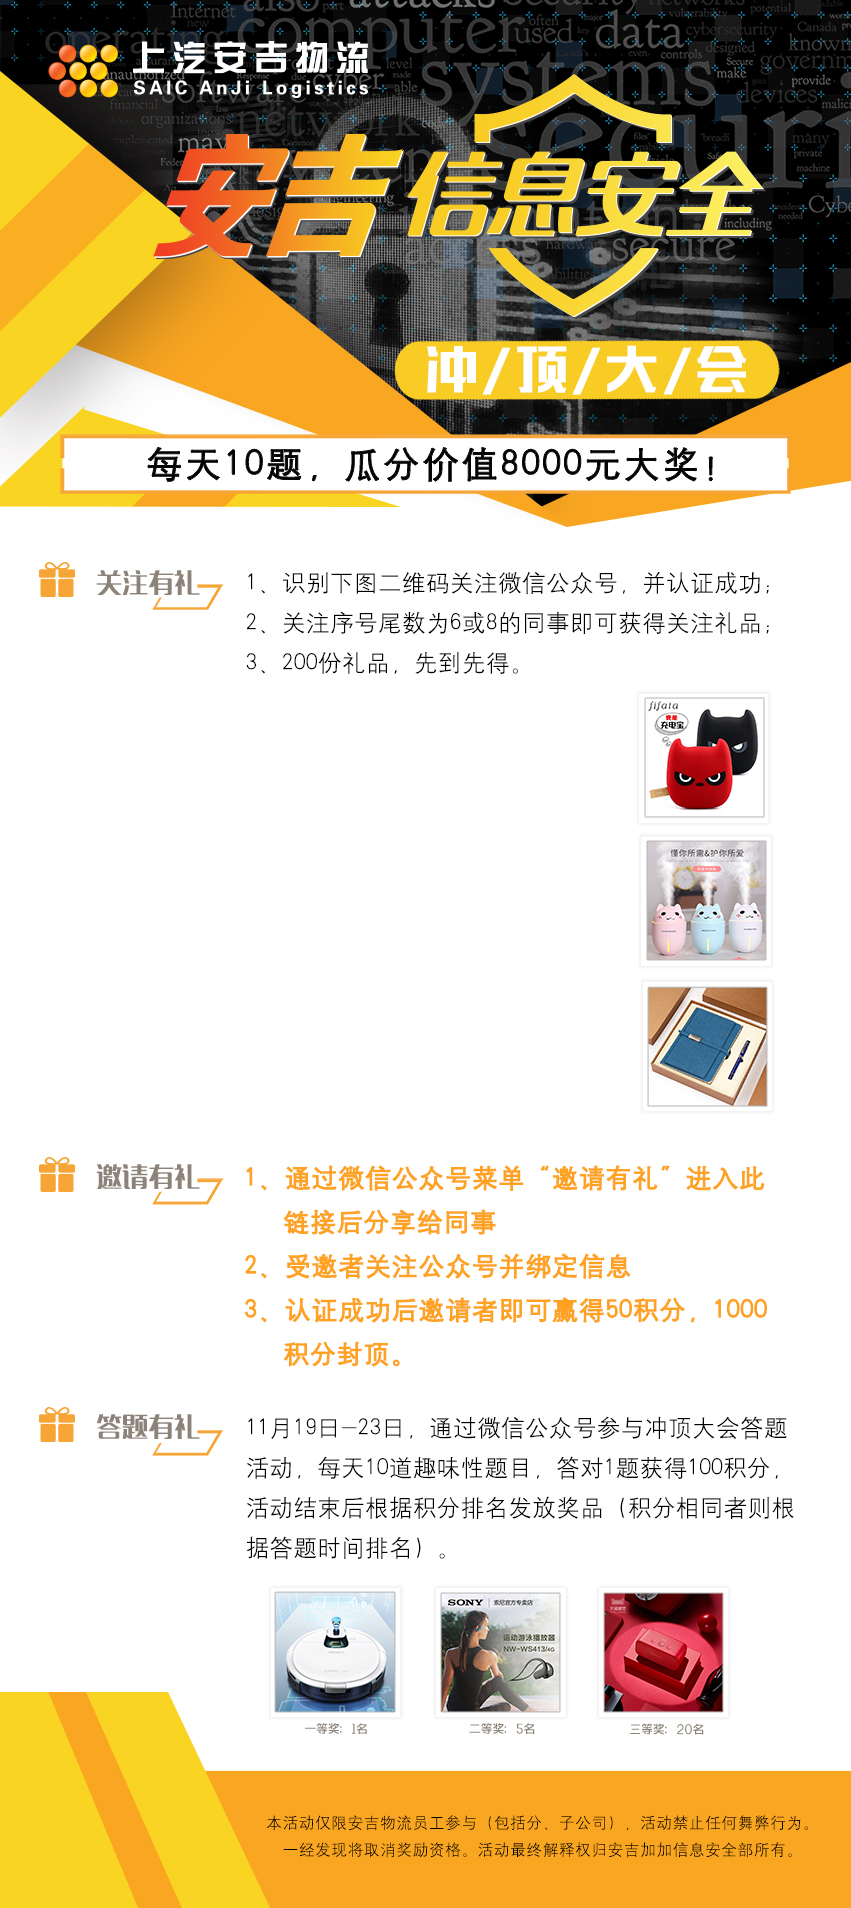 上汽安吉物流
SAIC AnJi Logistics
安吉信息安全
冲/顶/大/会
每天10题，瓜分价值8000元大奖！
关注有礼
1、识别下图二维码关注微信公众号，并认证成功；
2、关注序号尾数为6或8的同事即可获得关注礼品；
3、200份礼品，先到先得。
fifata
充电宝
懂你所需&护你所爱
邀请有礼
1、通过微信公众号菜单“邀请有礼”进入此
链接后分享给同事
2、受邀者关注公众号并绑定信息
3、认证成功后邀请者即可赢得50积分，1000
积分封顶。
答题有礼
11月19日—23日，通过微信公众号参与冲顶大会答题
活动，每天10道趣味性题目，答对1题获得100积分，
活动结束后根据积分排名发放奖品（积分相同者则根
据答题时间排名）。
SONY 索尼官方专卖店
运动游泳播放器
NW-WS413/4G
一等奖：1名
二等奖：5名
三等奖：20名
本活动仅限安吉物流员工参与（包括分、子公司），活动禁止任何舞弊行为。
一经发现将取消奖励资格。活动最终解释权归安吉加加信息安全部所有。